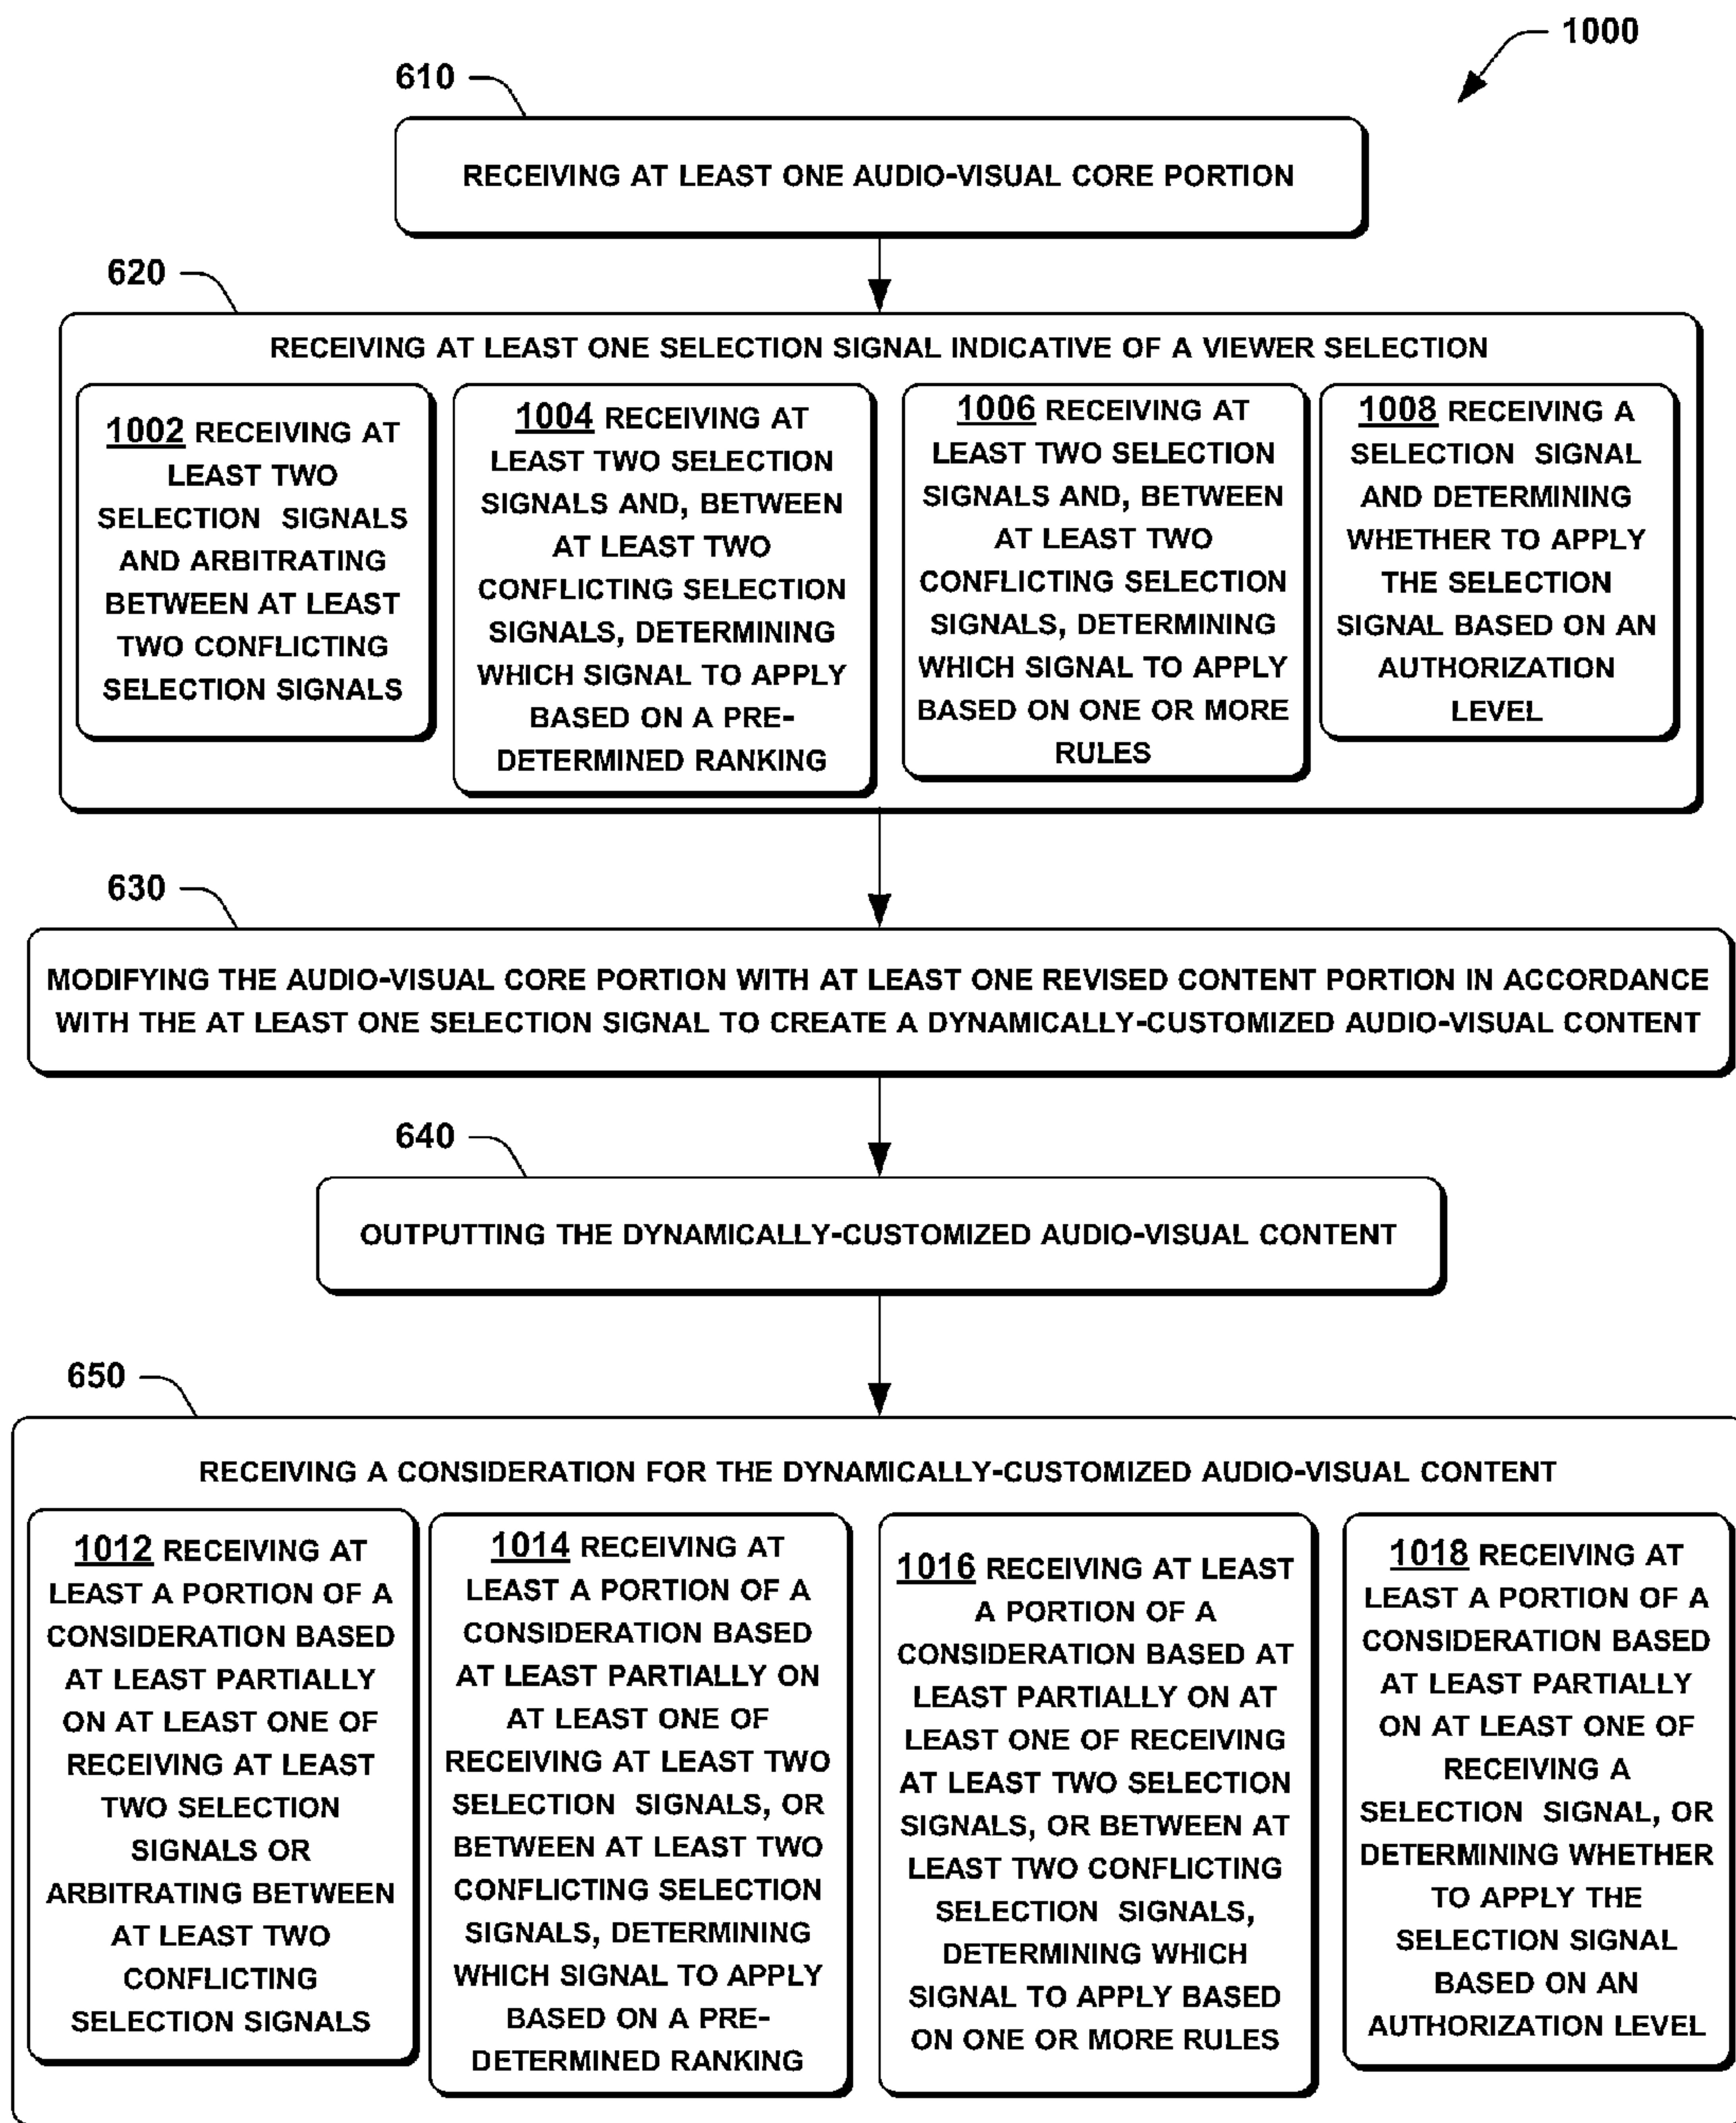 1000
610
RECEIVING AT LEAST ONE AUDIO-VISUAL CORE PORTION
620
RECEIVING AT LEAST ONE SELECTION SIGNAL INDICATIVE OF A VIEWER SELECTION
1002 RECEIVING AT
LEAST TWO
SELECTION SIGNALS
AND ARBITRATING
BETWEEN AT LEAST
TWO CONFLICTING
SELECTION SIGNALS
1004 RECEIVING AT
LEAST TWO SELECTION
SIGNALS AND, BETWEEN
AT LEAST TWO
CONFLICTING SELECTION
SIGNALS, DETERMINING
WHICH SIGNAL TO APPLY
BASED ON A PRE-
DETERMINED RANKING
1006 RECEIVING AT
LEAST TWO SELECTION
SIGNALS AND, BETWEEN
AT LEAST TWO
CONFLICTING SELECTION
SIGNALS, DETERMINING
WHICH SIGNAL TO APPLY
BASED ON ONE OR MORE
RULES
1008 RECEIVING A
SELECTION SIGNAL
AND DETERMINING
WHETHER TO APPLY
THE SELECTION
SIGNAL BASED ON AN
AUTHORIZATION
LEVEL
630
MODIFYING THE AUDIO-VISUAL CORE PORTION WITH AT LEAST ONE REVISED CONTENT PORTION IN ACCORDANCE
WITH THE AT LEAST ONE SELECTION SIGNAL TO CREATE A DYNAMICALLY-CUSTOMIZED AUDIO-VISUAL CONTENT
640
OUTPUTTING THE DYNAMICALLY-CUSTOMIZED AUDIO-VISUAL CONTENT
650
RECEIVING A CONSIDERATION FOR THE DYNAMICALLY-CUSTOMIZED AUDIO-VISUAL CONTENT
1012 RECEIVING AT
LEAST A PORTION OF A
CONSIDERATION BASED
AT LEAST PARTIALLY
ON AT LEAST ONE OF
RECEIVING AT LEAST
TWO SELECTION
SIGNALS OR
ARBITRATING BETWEEN
AT LEAST TWO
CONFLICTING
SELECTION SIGNALS
1014 RECEIVING AT
LEAST A PORTION OF A
CONSIDERATION BASED
AT LEAST PARTIALLY ON
AT LEAST ONE OF
RECEIVING AT LEAST TWO
SELECTION SIGNALS, OR
BETWEEN AT LEAST TWO
CONFLICTING SELECTION
SIGNALS, DETERMINING
WHICH SIGNAL TO APPLY
BASED ON A PRE-
DETERMINED RANKING
1016 RECEIVING AT LEAST
A PORTION OF A
CONSIDERATION BASED AT
LEAST PARTIALLY ON AT
LEAST ONE OF RECEIVING
AT LEAST TWO SELECTION
SIGNALS, OR BETWEEN AT
LEAST TWO CONFLICTING
SELECTION SIGNALS,
DETERMINING WHICH
SIGNAL TO APPLY BASED
ON ONE OR MORE RULES
1018 RECEIVING AT
LEAST A PORTION OF A
CONSIDERATION BASED
AT LEAST PARTIALLY
ON AT LEAST ONE OF
RECEIVING A
SELECTION SIGNAL, OR
DETERMINING WHETHER
TO APPLY THE
SELECTION SIGNAL
BASED ON AN
AUTHORIZATION LEVEL